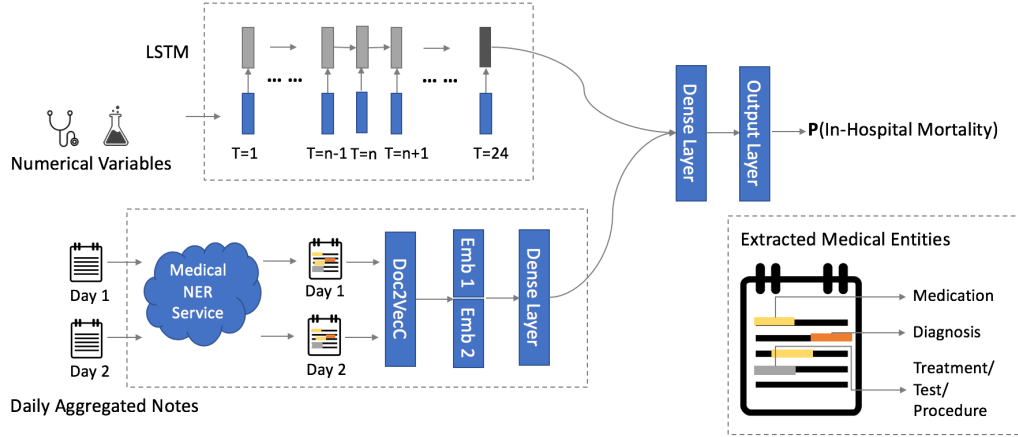 LSTM
... ...
... ...
T=1
T=n-1
T=n
T=n+1
T=24
Numerical Variables
Dense Layer
Output Layer
P(In-Hospital Mortality)
Day 1
Day 2
Medical
NER
Service
Day 1
Day 2
Doc2VecC
Emb 1
Emb 2
Dense Layer
Daily Aggregated Notes
Extracted Medical Entities
Medication
Diagnosis
Treatment/
Test/
Procedure